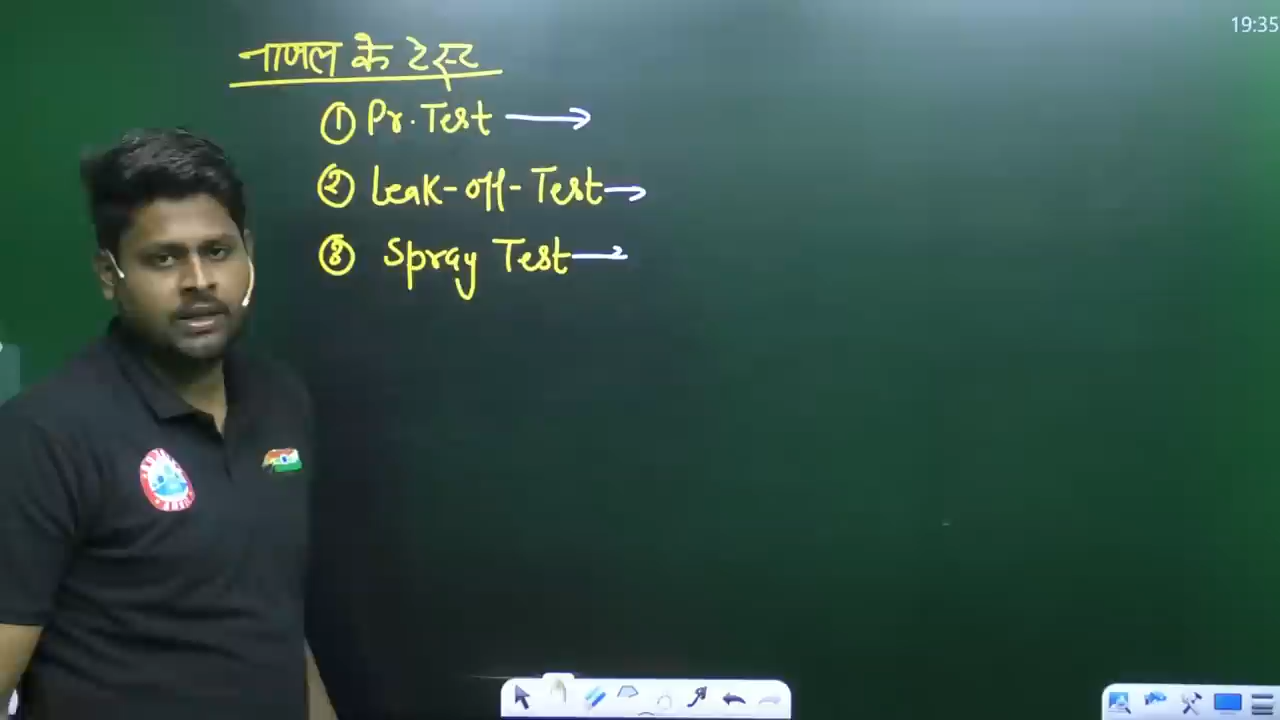 19:35
नाजल के टेस्ट
① Pr. Test →
② Leak-off-Test →
③ Spray Test →